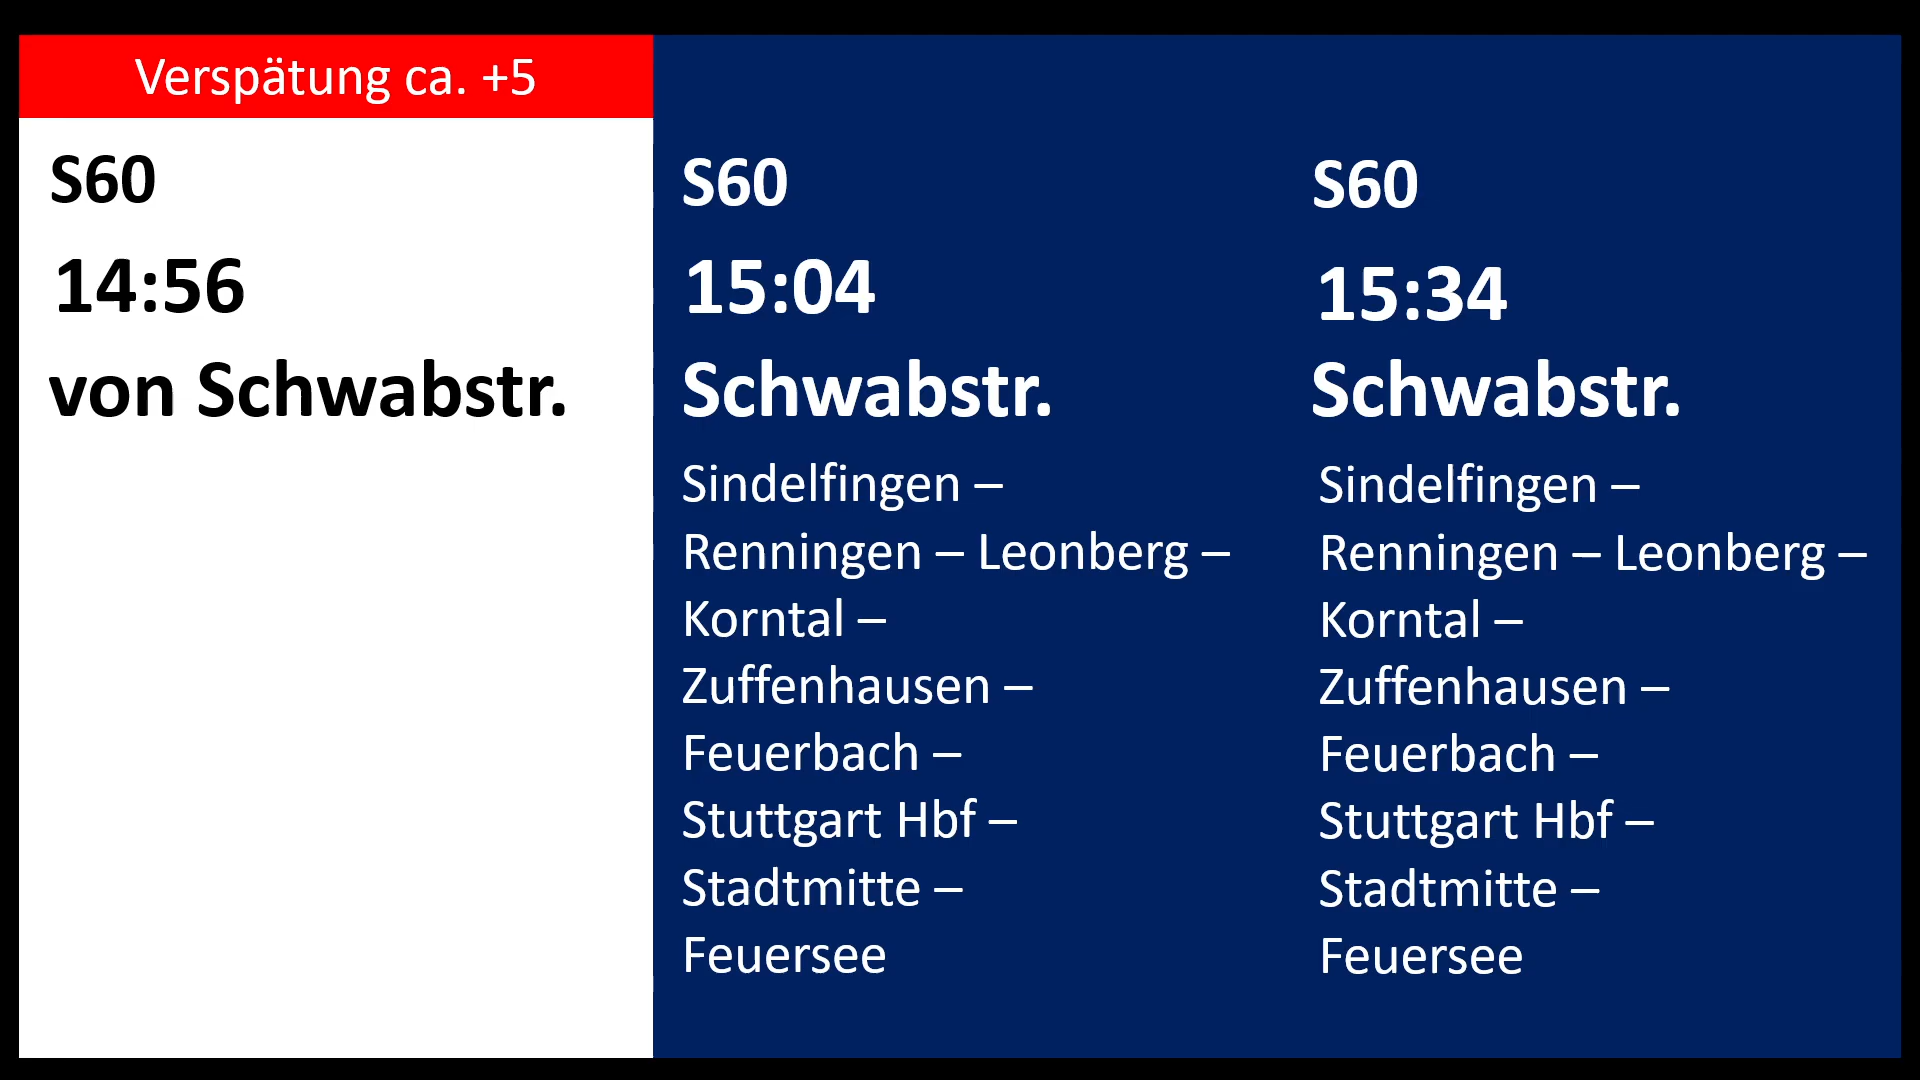 Verspätung ca. +5
S60
14:56
von Schwabstr.
S60
15:04
Schwabstr.
Sindelfingen –
Renningen – Leonberg –
Korntal –
Zuffenhausen –
Feuerbach –
Stuttgart Hbf –
Stadtmitte –
Feuersee
S60
15:34
Schwabstr.
Sindelfingen –
Renningen – Leonberg –
Korntal –
Zuffenhausen –
Feuerbach –
Stuttgart Hbf –
Stadtmitte –
Feuersee